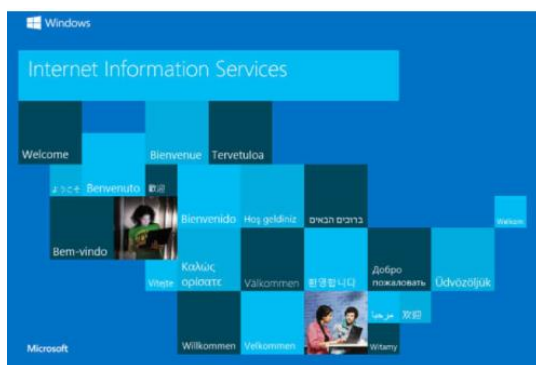 Windows
Internet Information Services
Welcome
Bienvenue
Tervetuloa
ようこそ
Benvenuto
歡迎
Bienvenido
Hoş geldiniz
ברוכים הבאים
Welkom
Bem-vindo
Vítejte
Καλώς
ορίσατε
Välkommen
환영합니다
Добро
пожаловать
Üdvözöljük
مرحبا
欢迎
Microsoft
Willkommen
Velkommen
Witamy